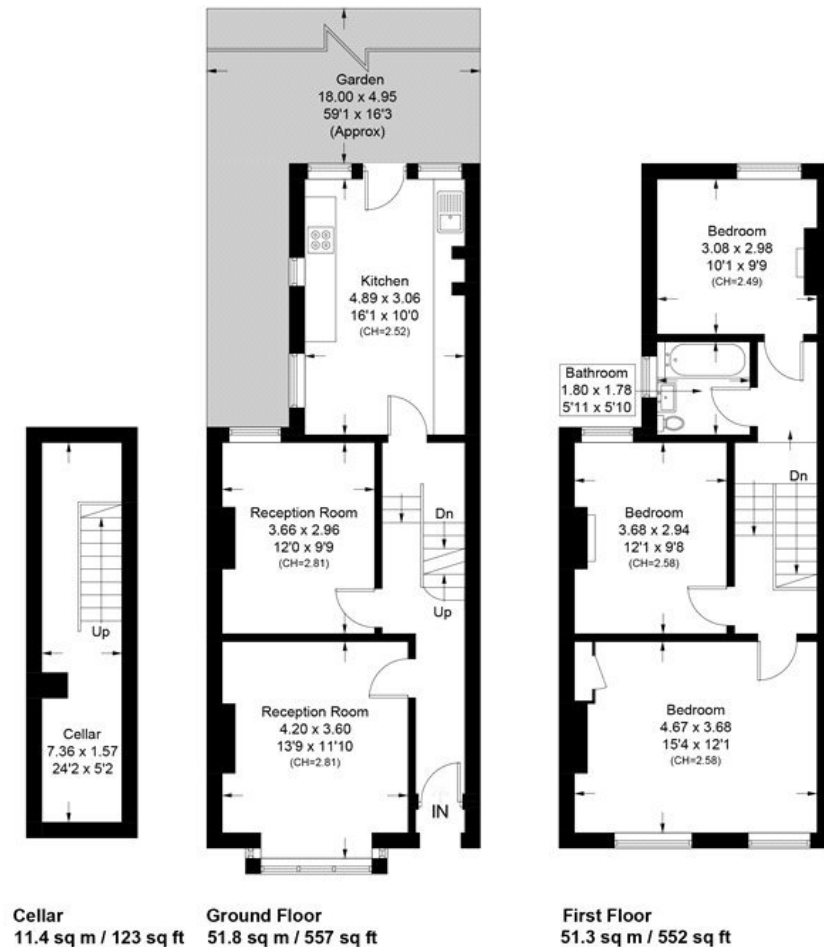 Garden
18.00 x 4.95
59'1 x 16'3
(Approx)
Kitchen
4.89 x 3.06
16'1 x 10'0
(CH=2.52)
Reception Room
3.66 x 2.96
12'0 x 9'9
(CH=2.81)
Dn
Up
Reception Room
4.20 x 3.60
13'9 x 11'10
(CH=2.81)
IN
Up
Cellar
7.36 x 1.57
24'2 x 5'2
Bedroom
3.08 x 2.98
10'1 x 9'9
(CH=2.49)
Bathroom
1.80 x 1.78
5'11 x 5'10
Dn
Bedroom
3.68 x 2.94
12'1 x 9'8
(CH=2.58)
Bedroom
4.67 x 3.68
15'4 x 12'1
(CH=2.58)
Cellar
11.4 sq m / 123 sq ft
Ground Floor
51.8 sq m / 557 sq ft
First Floor
51.3 sq m / 552 sq ft